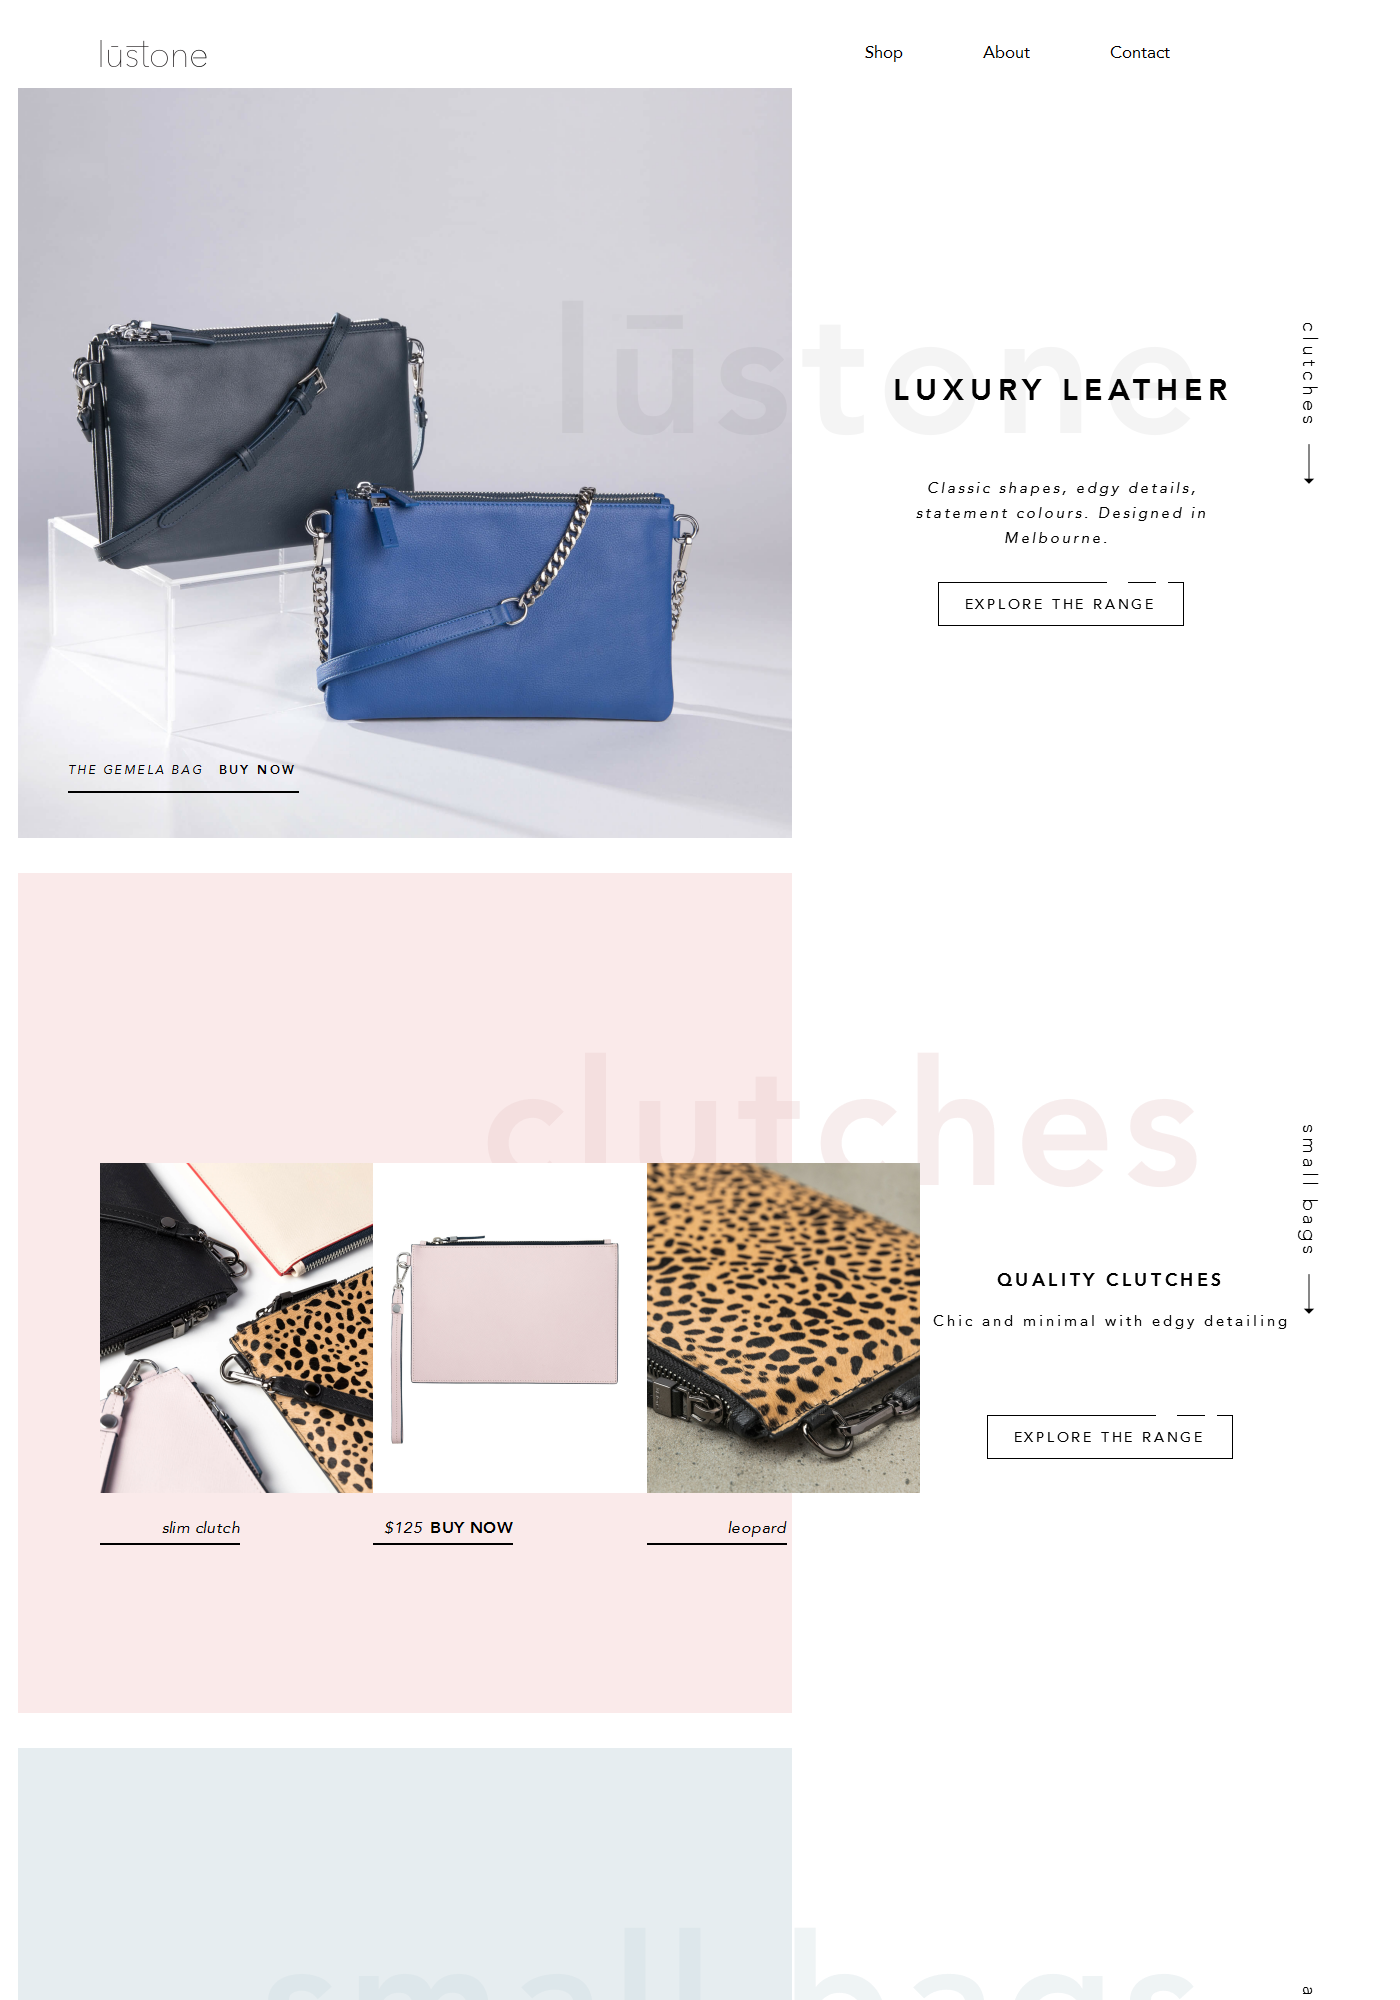 lūstone
Shop About Contact
lūstone
LUXURY LEATHER
clutches
Classic shapes, edgy details,
statement colours. Designed in
Melbourne.
EXPLORE THE RANGE
THE GEMELA BAG BUY NOW
clutches
small bags
QUALITY CLUTCHES
Chic and minimal with edgy detailing
EXPLORE THE RANGE
slim clutch
$125 BUY NOW
leopard
small bags
a